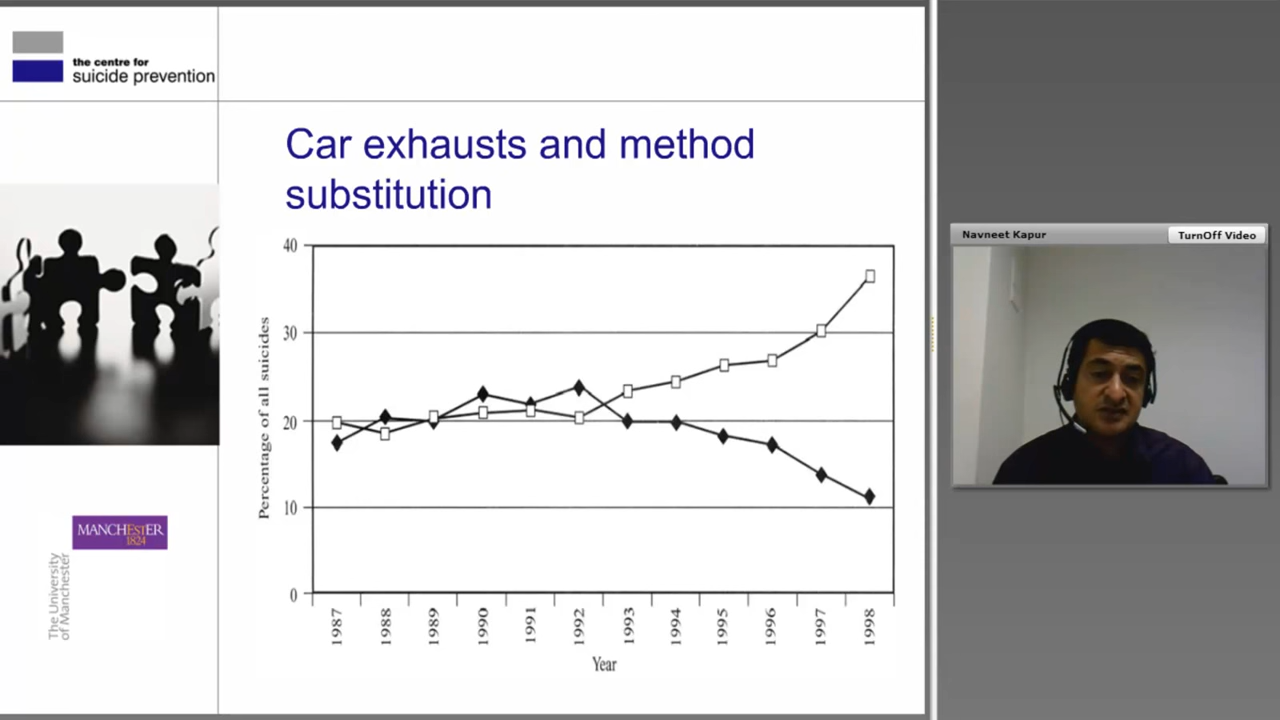 the centre for
suicide prevention
Car exhausts and method
substitution
40
30
20
10
0
Percentage of all suicides
1987
1988
1989
1990
1991
1992
1993
1994
1995
1996
1997
1998
Year
MANCHESTER
1824
The University
of Manchester
Navneet Kapur
TurnOff Video